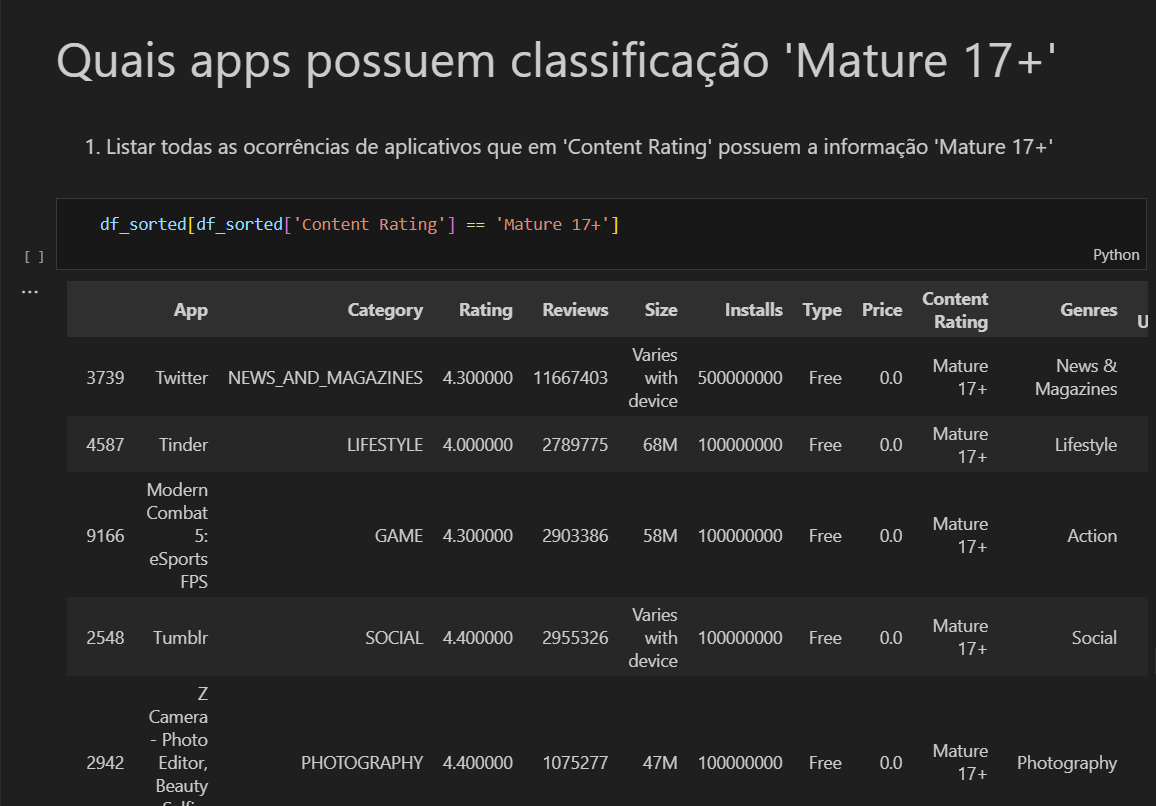 Quais apps possuem classificação 'Mature 17+'
1. Listar todas as ocorrências de aplicativos que em 'Content Rating' possuem a informação 'Mature 17+'
df_sorted[df_sorted['Content Rating'] == 'Mature 17+']
[ ]
Python
...
App Category Rating Reviews Size Installs Type Price Content Rating Genres U
3739 Twitter NEWS_AND_MAGAZINES 4.300000 11667403 Varies with device 500000000 Free 0.0 Mature 17+ News & Magazines
4587 Tinder LIFESTYLE 4.000000 2789775 68M 100000000 Free 0.0 Mature 17+ Lifestyle
9166 Modern Combat 5: eSports FPS GAME 4.300000 2903386 58M 100000000 Free 0.0 Mature 17+ Action
2548 Tumblr SOCIAL 4.400000 2955326 Varies with device 100000000 Free 0.0 Mature 17+ Social
2942 Z Camera - Photo Editor, Beauty PHOTOGRAPHY 4.400000 1075277 47M 100000000 Free 0.0 Mature 17+ Photography